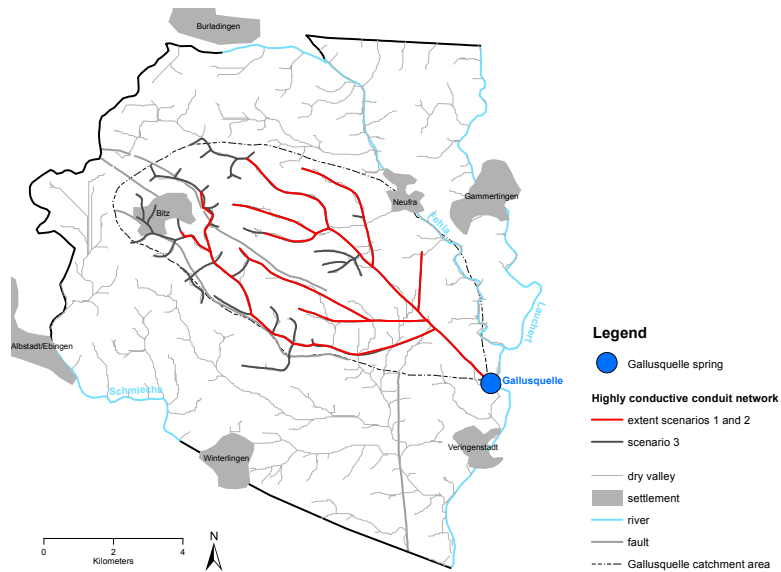 Burladingen
Neufra
Gammertingen
Bitz
Fehla
Lauchert
Albstadt/Ebingen
Gallusquelle
Schmiecha
Winterlingen
Veringenstadt
N
0 2 4
Kilometers
Legend
Gallusquelle spring
Highly conductive conduit network
extent scenarios 1 and 2
scenario 3
dry valley
settlement
river
fault
Gallusquelle catchment area